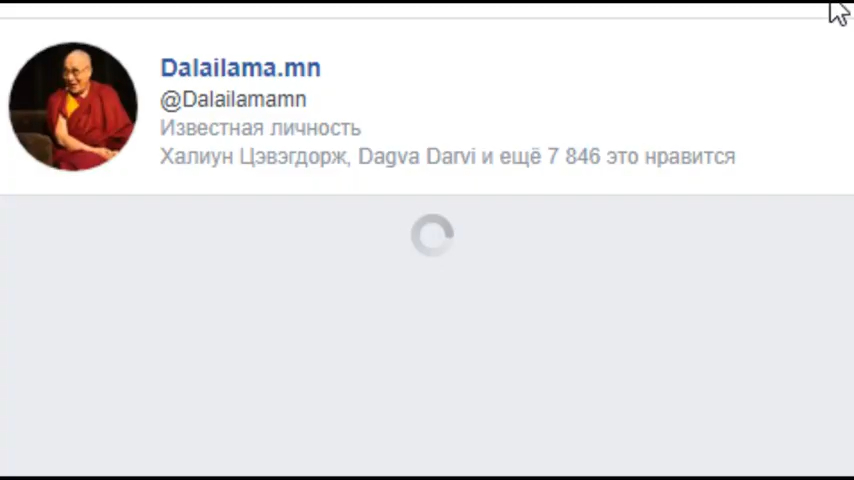 Dalailama.mn
@Dalailamamn
Известная личность
Халиун Цэвэгдорж, Dagva Darvi и ещё 7 846 это нравится